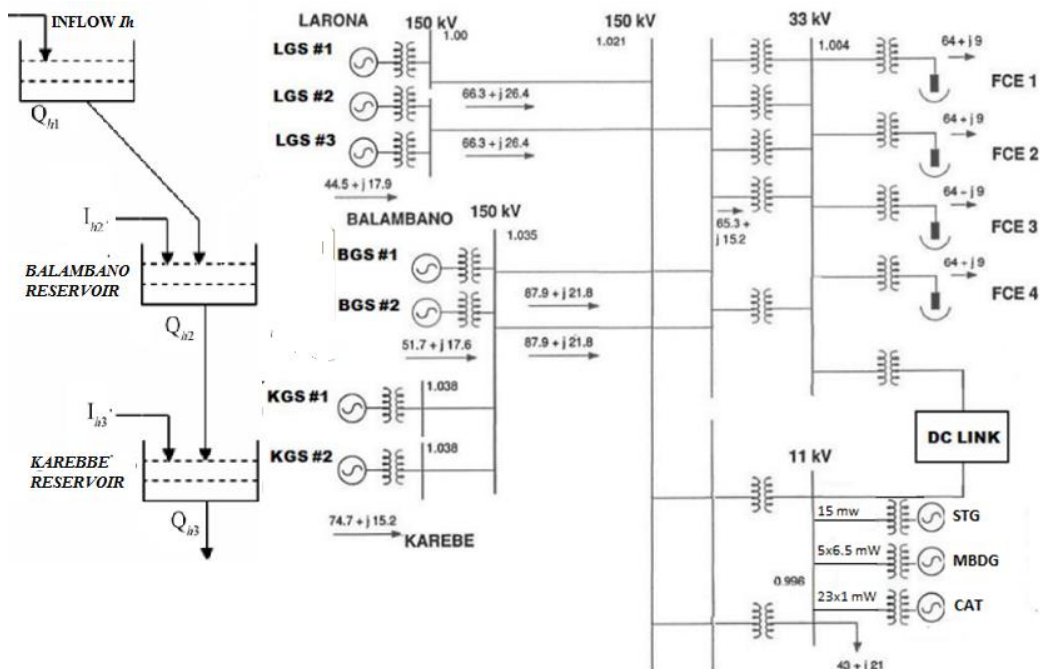 INFLOW Ih
Qh1
Ih2
BALAMBANO
RESERVOIR
Qh2
Ih3
KAREBBE
RESERVOIR
Qh3
LARONA
150 kV
1.00
LGS #1
LGS #2
66.3 + j 26.4
LGS #3
66.3 + j 26.4
44.5 + j 17.9
BALAMBANO
150 kV
1.035
BGS #1
BGS #2
87.9 + j 21.8
51.7 + j 17.6
87.9 + j 21.8
KGS #1
1.038
KGS #2
1.038
74.7 + j 15.2
KAREBE
150 kV
1.021
33 kV
1.004
64 + j 9
FCE 1
64 + j 9
FCE 2
64 - j 9
FCE 3
65.3 +
j 15.2
64 - j 9
FCE 4
DC LINK
11 kV
15 mw
STG
5x6.5 mW
MBDG
0.996
23x1 mW
CAT
43 + j 21